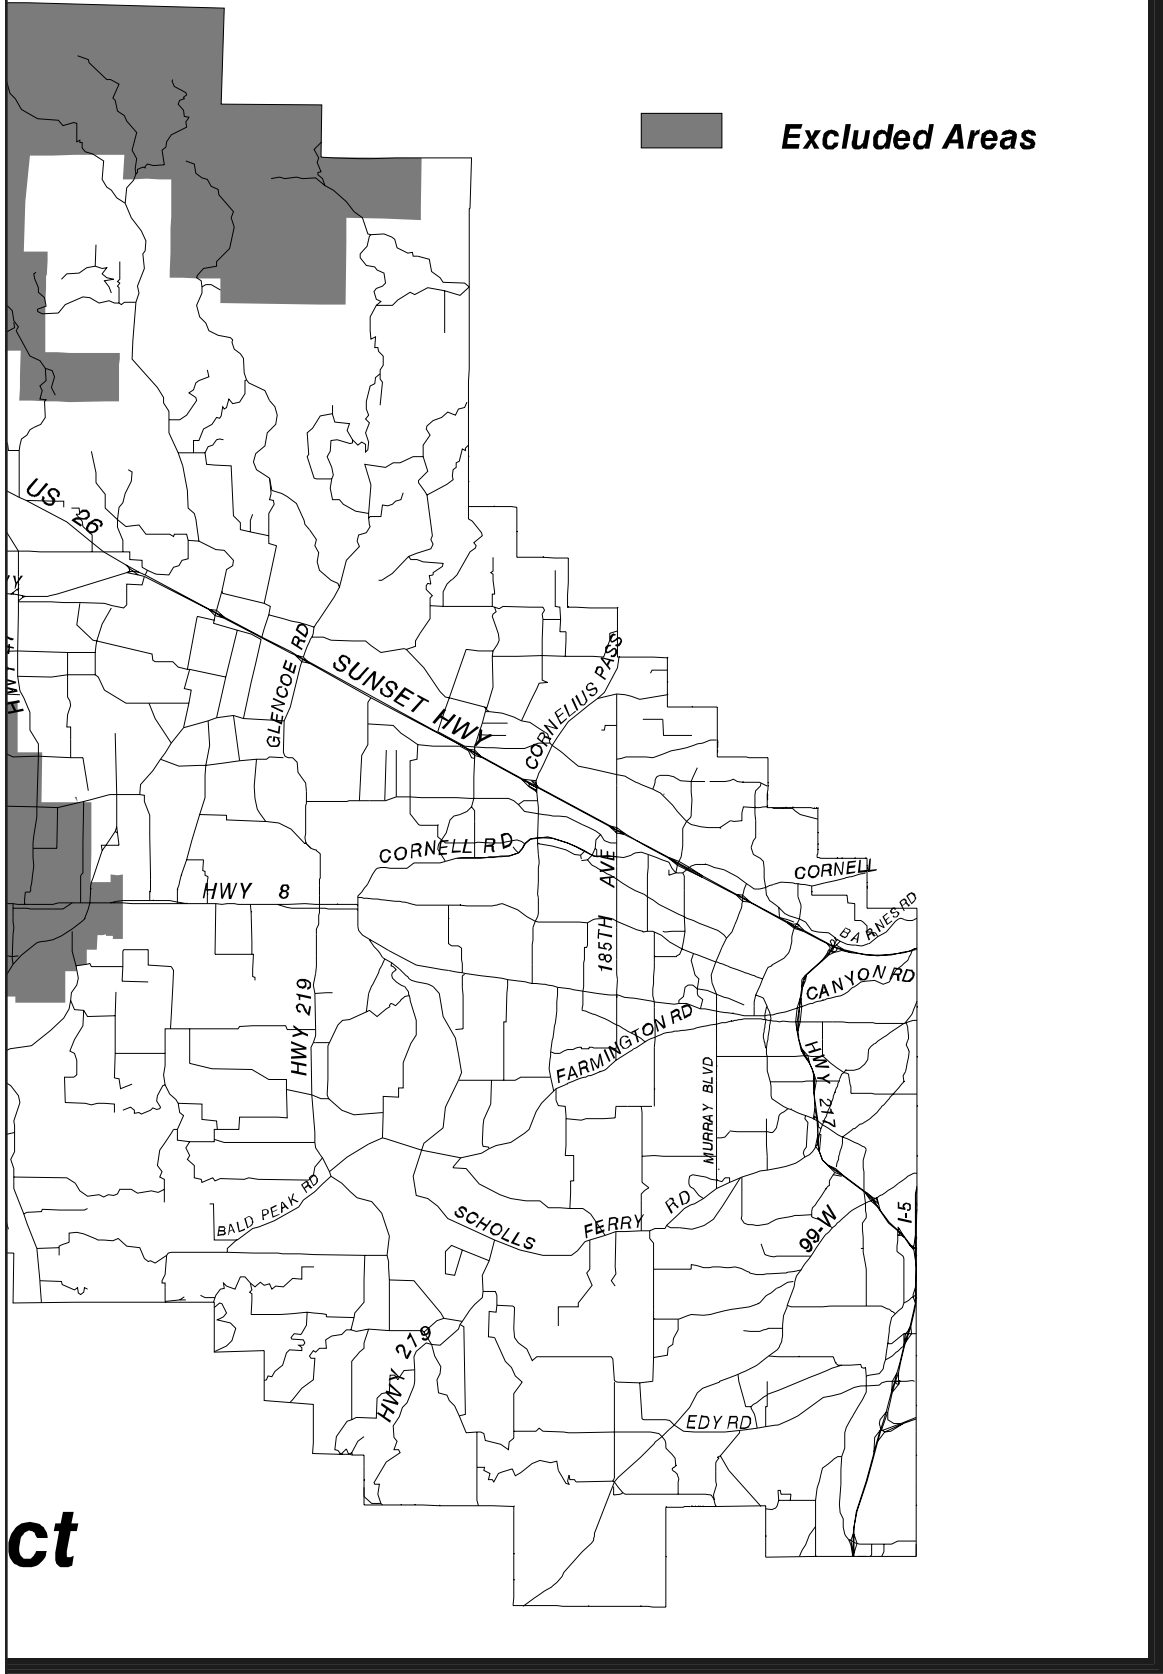 Excluded Areas
US 26
HWY 47
GLENCOE RD
SUNSET HWY
CORNELIUS PASS
CORNELL RD
185TH AVE
CORNELL
HWY 8
BARNES RD
CANYON RD
HWY 219
FARMINGTON RD
HWY 217
MURRAY BLVD
BALD PEAK RD
SCHOLLS FERRY RD
99-W
I-5
HWY 219
EDY RD
ct